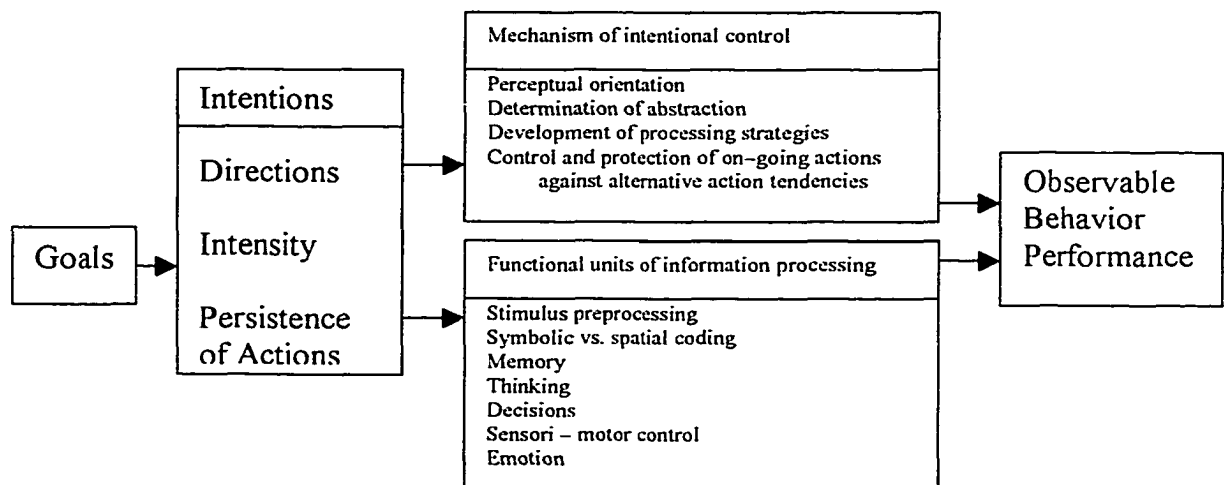 Goals
Intentions
Directions
Intensity
Persistence
of Actions
Mechanism of intentional control
Perceptual orientation
Determination of abstraction
Development of processing strategies
Control and protection of on-going actions
against alternative action tendencies
Functional units of information processing
Stimulus preprocessing
Symbolic vs. spatial coding
Memory
Thinking
Decisions
Sensori – motor control
Emotion
Observable
Behavior
Performance